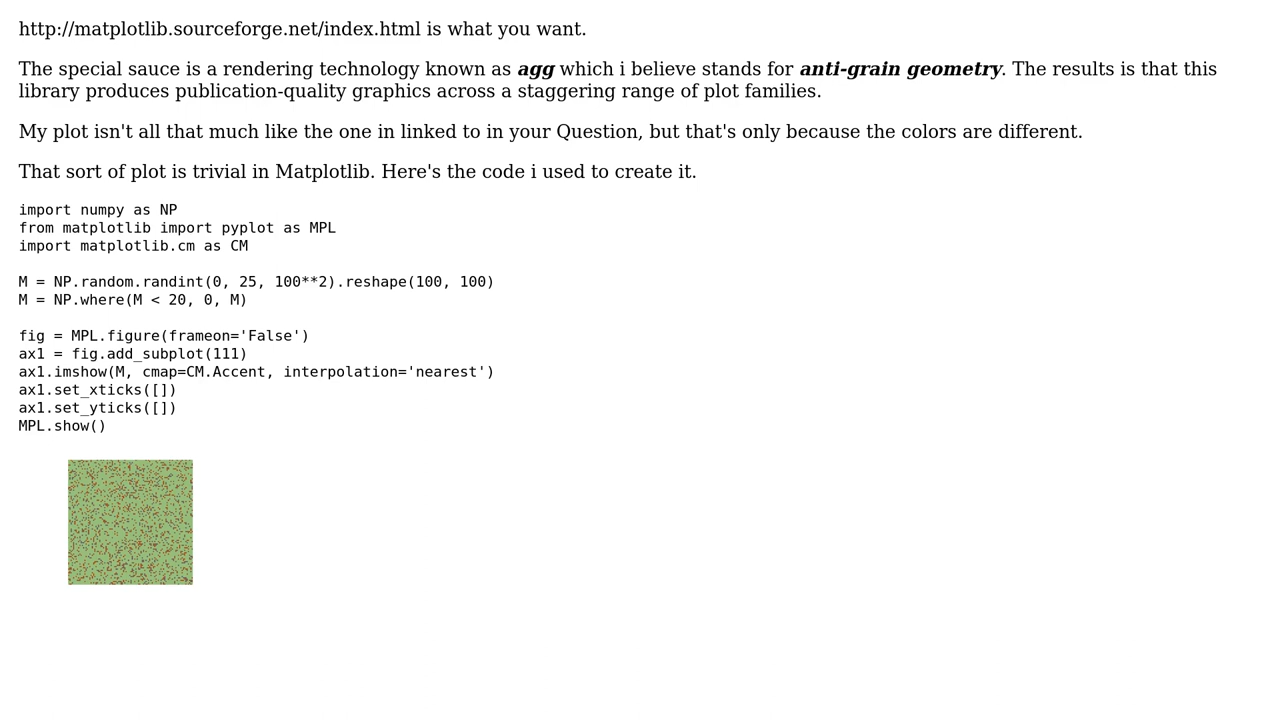 http://matplotlib.sourceforge.net/index.html is what you want.
The special sauce is a rendering technology known as agg which i believe stands for anti-grain geometry. The results is that this
library produces publication-quality graphics across a staggering range of plot families.
My plot isn't all that much like the one in linked to in your Question, but that's only because the colors are different.
That sort of plot is trivial in Matplotlib. Here's the code i used to create it.
import numpy as NP
from matplotlib import pyplot as MPL
import matplotlib.cm as CM
M = NP.random.randint(0, 25, 100**2).reshape(100, 100)
M = NP.where(M < 20, 0, M)
fig = MPL.figure(frameon='False')
ax1 = fig.add_subplot(111)
ax1.imshow(M, cmap=CM.Accent, interpolation='nearest')
ax1.set_xticks([])
ax1.set_yticks([])
MPL.show()